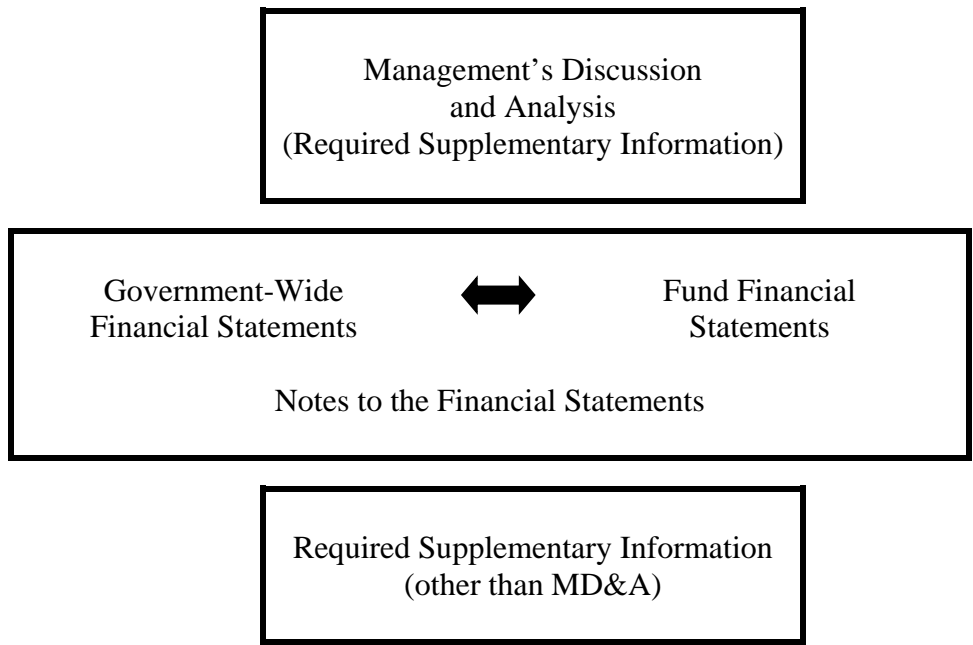 Management’s Discussion
and Analysis
(Required Supplementary Information)
Government-Wide
Financial Statements
Fund Financial
Statements
Notes to the Financial Statements
Required Supplementary Information
(other than MD&A)